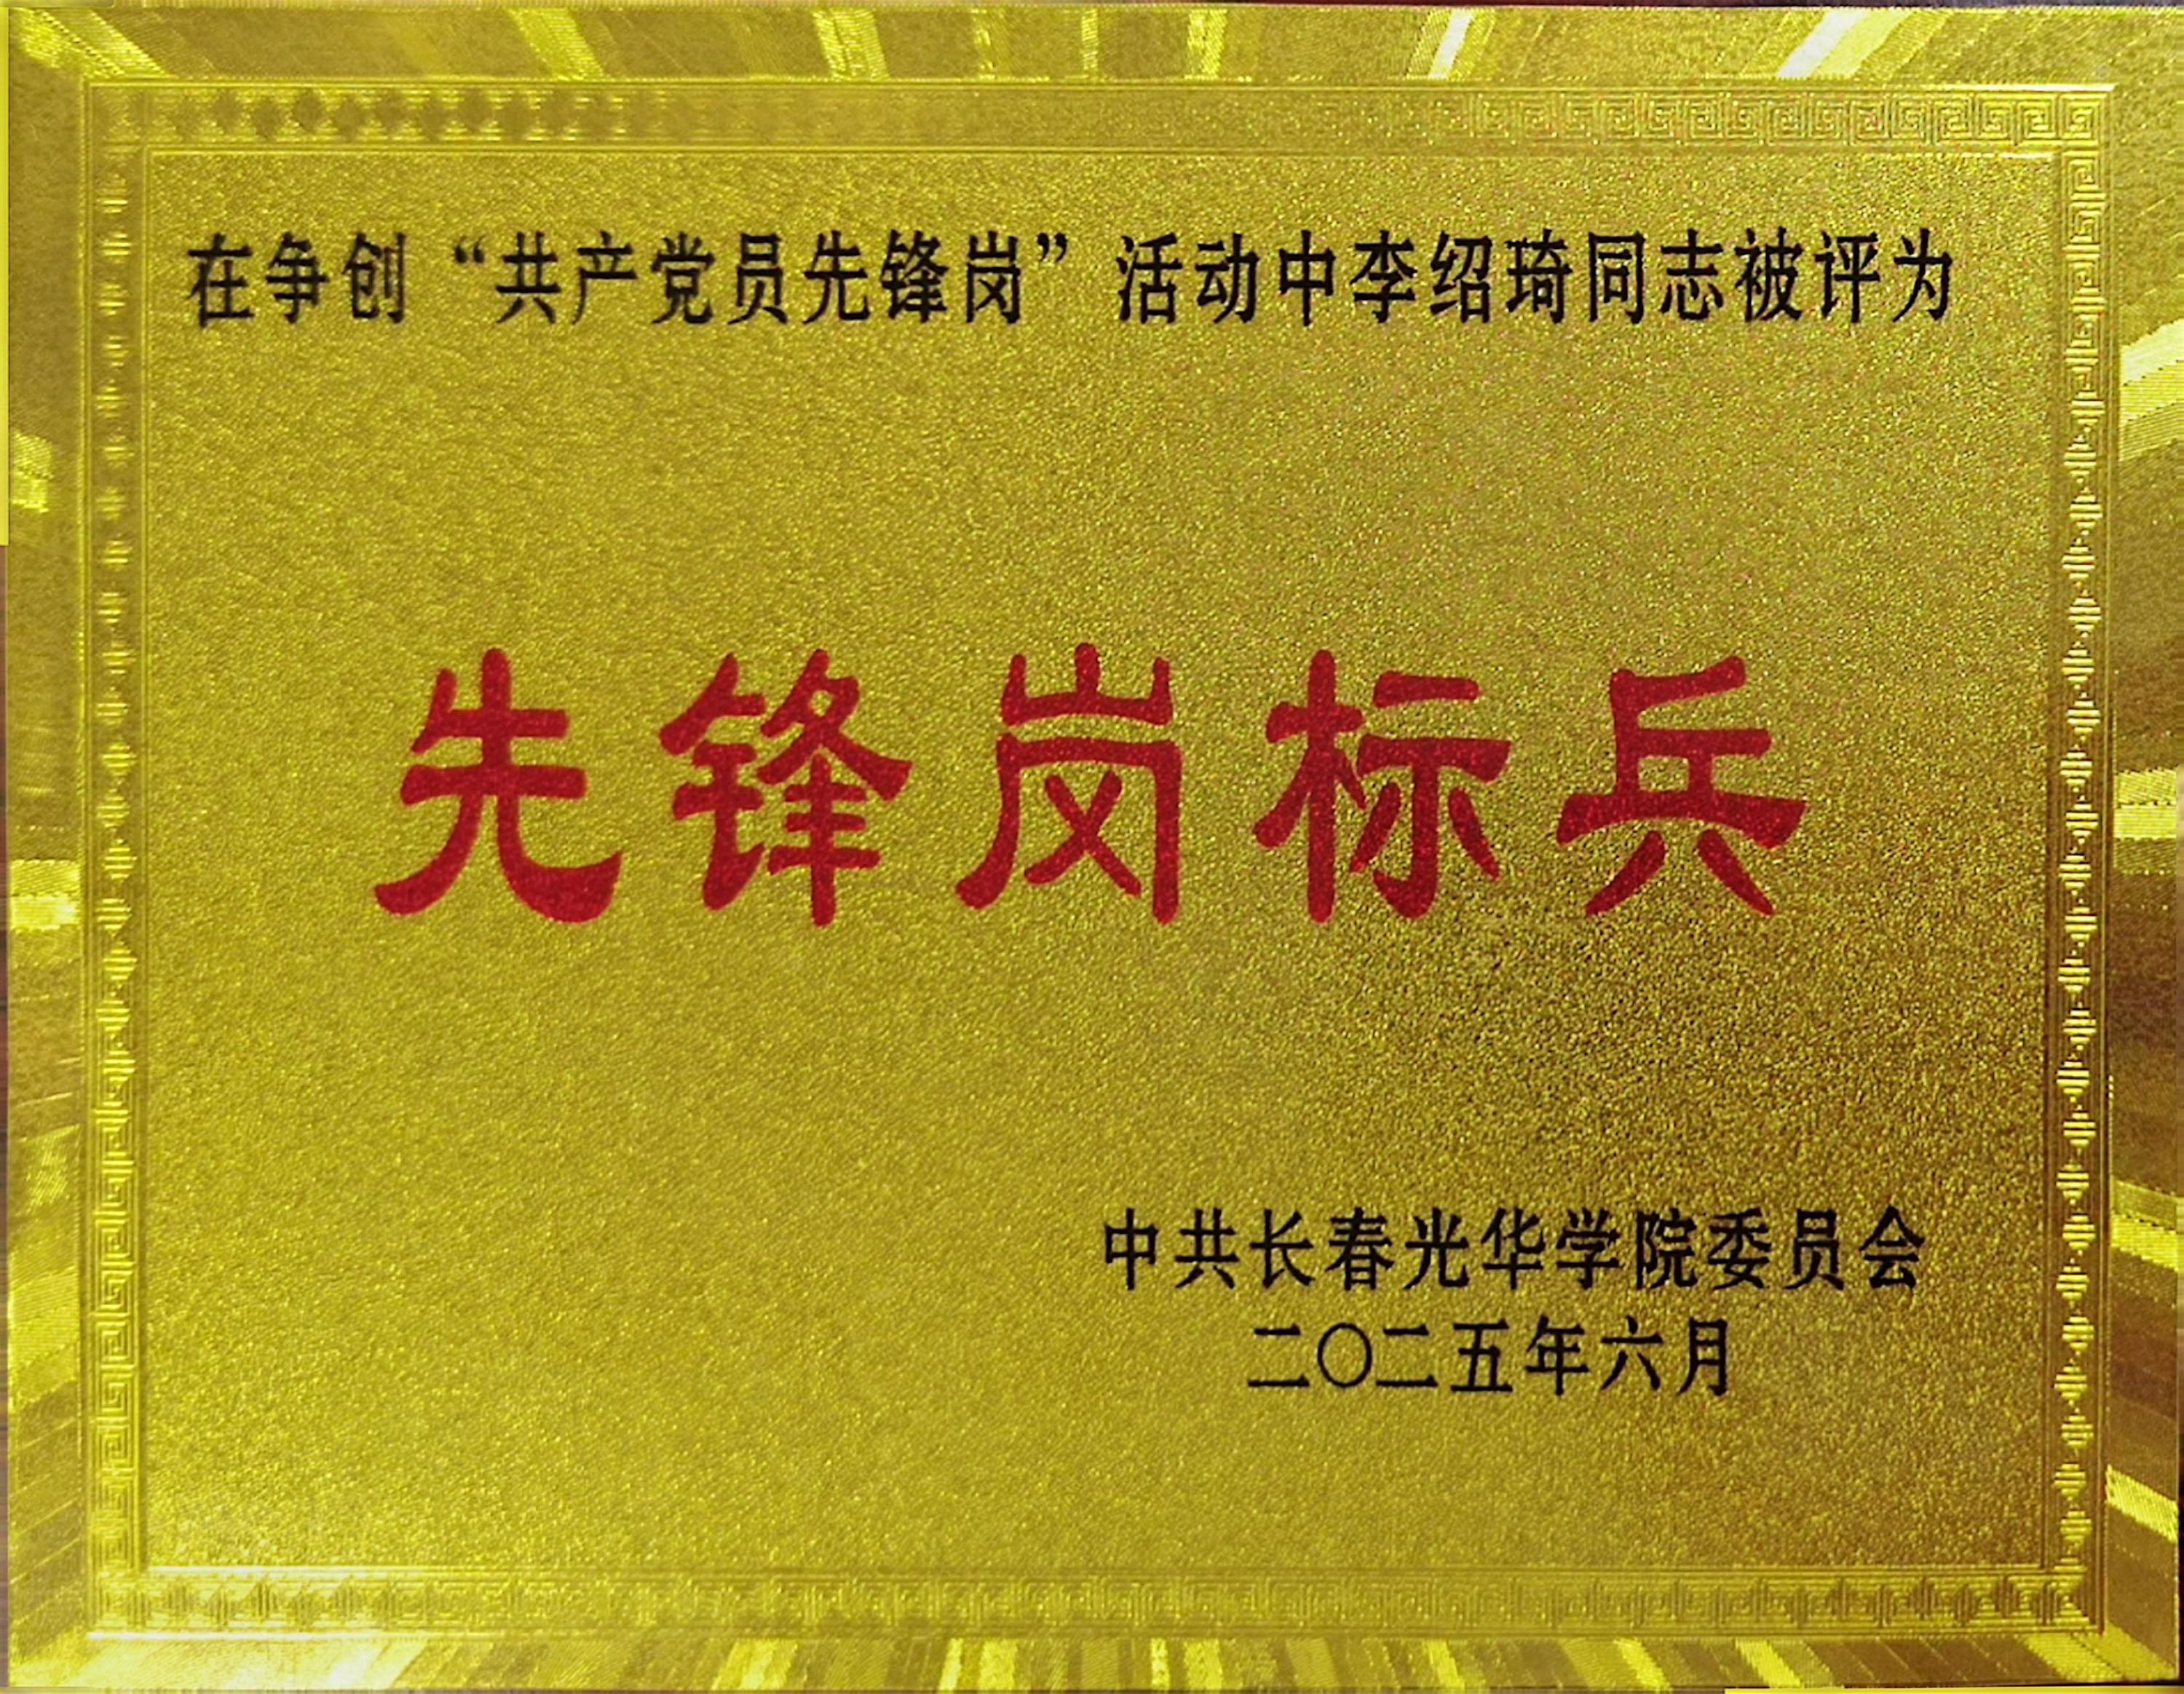 在争创“共产党员先锋岗”活动中李绍琦同志被评为
先锋岗标兵
中共长春光华学院委员会
二〇二五年六月